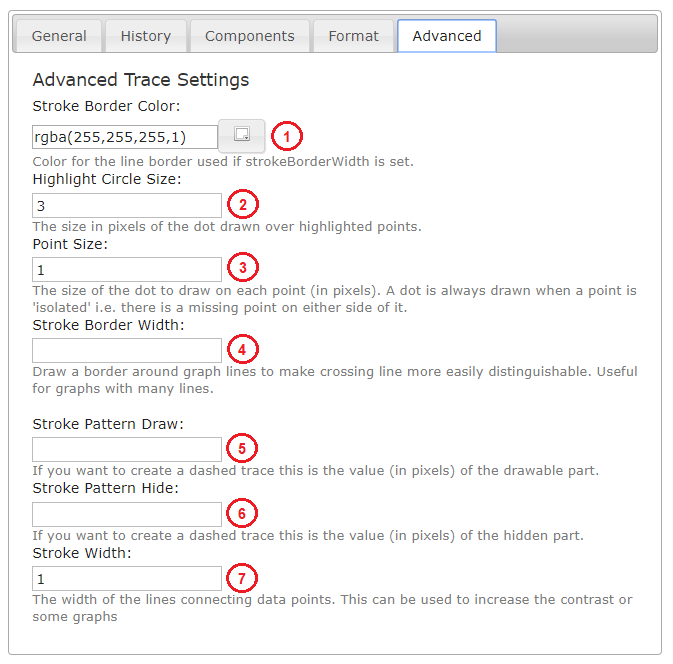 General History Components Format Advanced
Advanced Trace Settings
Stroke Border Color:
rgba(255,255,255,1) 1
Color for the line border used if strokeBorderWidth is set.
Highlight Circle Size:
3 2
The size in pixels of the dot drawn over highlighted points.
Point Size:
1 3
The size of the dot to draw on each point (in pixels). A dot is always drawn when a point is
'isolated' i.e. there is a missing point on either side of it.
Stroke Border Width:
4
Draw a border around graph lines to make crossing line more easily distinguishable. Useful
for graphs with many lines.
Stroke Pattern Draw:
5
If you want to create a dashed trace this is the value (in pixels) of the drawable part.
Stroke Pattern Hide:
6
If you want to create a dashed trace this is the value (in pixels) of the hidden part.
Stroke Width:
1 7
The width of the lines connecting data points. This can be used to increase the contrast or
some graphs